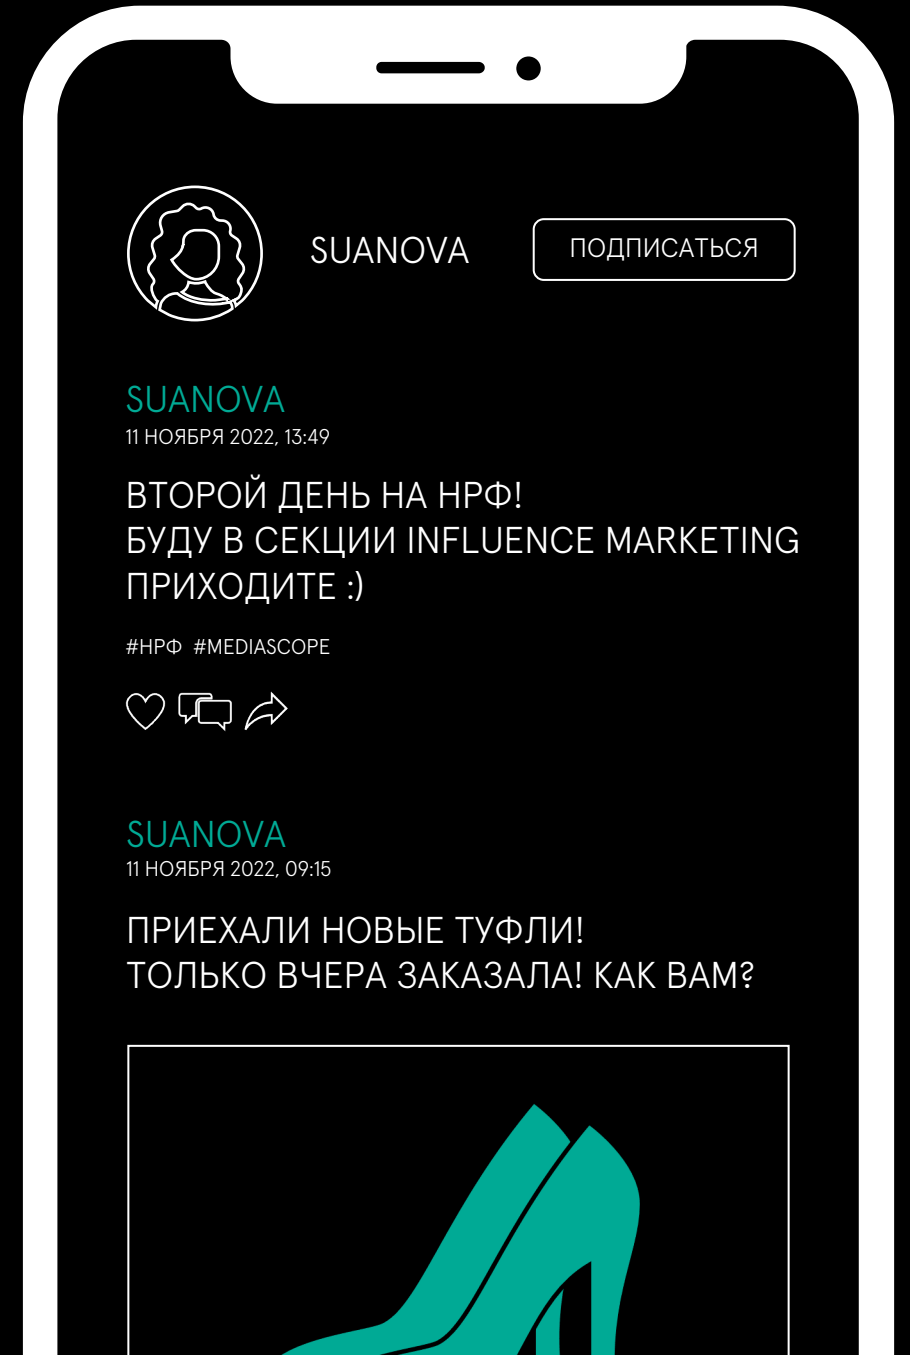 SUANOVA
ПОДПИСАТЬСЯ
SUANOVA
11 НОЯБРЯ 2022, 13:49
ВТОРОЙ ДЕНЬ НА НРФ!
БУДУ В СЕКЦИИ INFLUENCE MARKETING
ПРИХОДИТЕ :)
#НРФ #MEDIASCOPE
SUANOVA
11 НОЯБРЯ 2022, 09:15
ПРИЕХАЛИ НОВЫЕ ТУФЛИ!
ТОЛЬКО ВЧЕРА ЗАКАЗАЛА! КАК ВАМ?